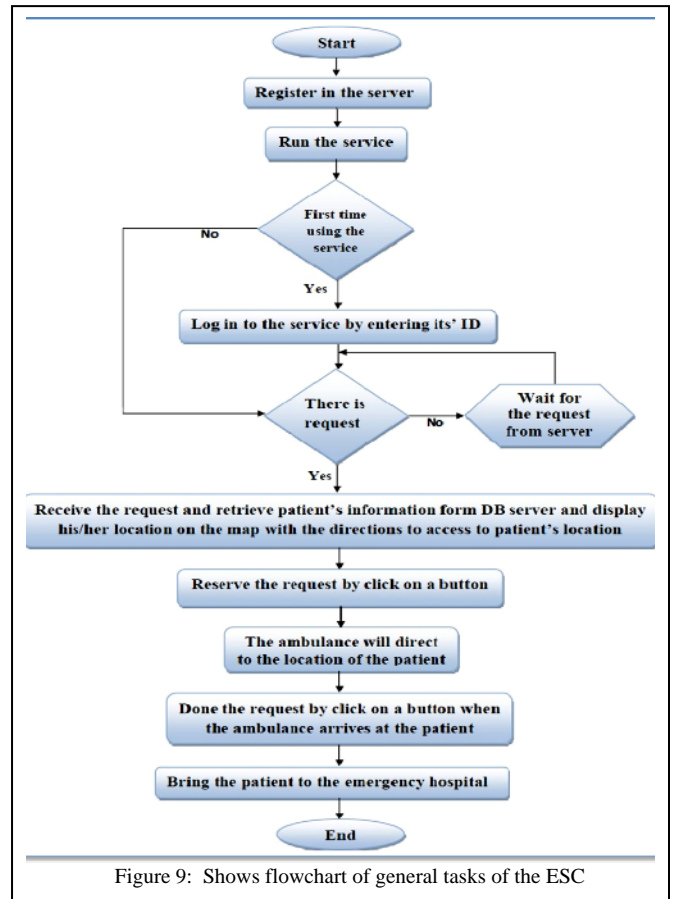 Start
Register in the server
Run the service
First time
using the
service
No
Yes
Log in to the service by entering its' ID
There is
request
No
Wait for
the request
from server
Yes
Receive the request and retrieve patient's information form DB server and display
his/her location on the map with the directions to access to patient's location
Reserve the request by click on a button
The ambulance will direct
to the location of the patient
Done the request by click on a button when
the ambulance arrives at the patient
Bring the patient to the emergency hospital
End
Figure 9: Shows flowchart of general tasks of the ESC